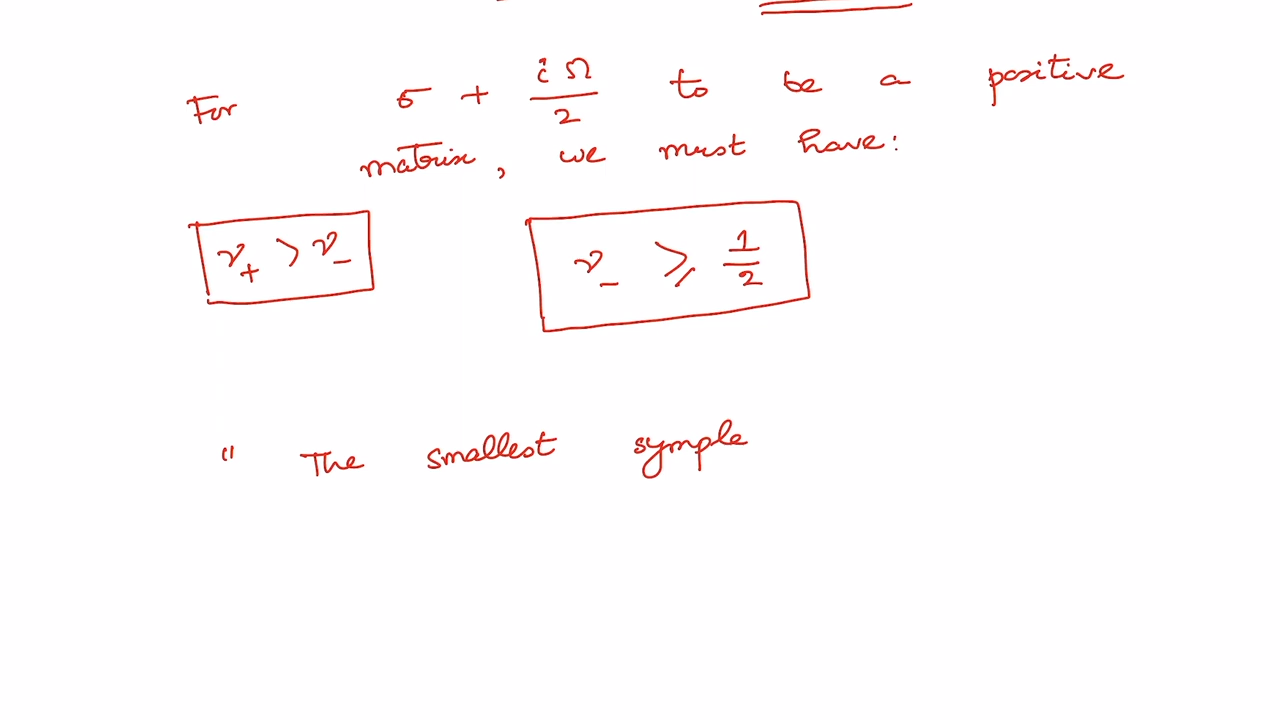 For σ + iΩ/2 to be a positive
matrix, we must have:
ν₊ > ν₋ ν₋ ⩾ 1/2
" The smallest symple